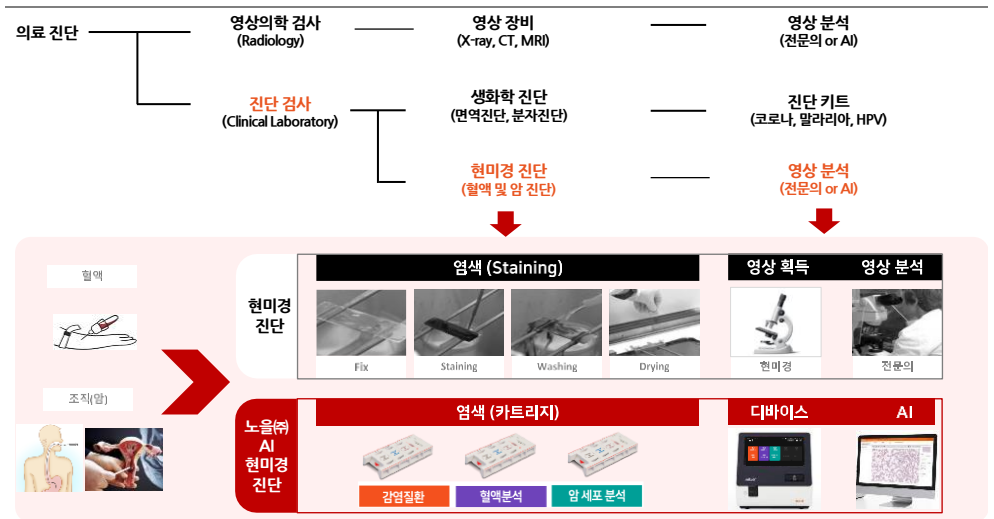 의료 진단
영상의학 검사
(Radiology)
영상 장비
(X-ray, CT, MRI)
영상 분석
(전문의 or AI)
진단 검사
(Clinical Laboratory)
생화학 진단
(면역진단, 분자진단)
진단 키트
(코로나, 말라리아, HPV)
현미경 진단
(혈액 및 암 진단)
영상 분석
(전문의 or AI)
혈액
조직(암)
현미경
진단
염색 (Staining)
영상 획득
영상 분석
Fix
Staining
Washing
Drying
현미경
전문의
노을㈜
AI
현미경
진단
염색 (카트리지)
디바이스
AI
감염질환
혈액분석
암 세포 분석